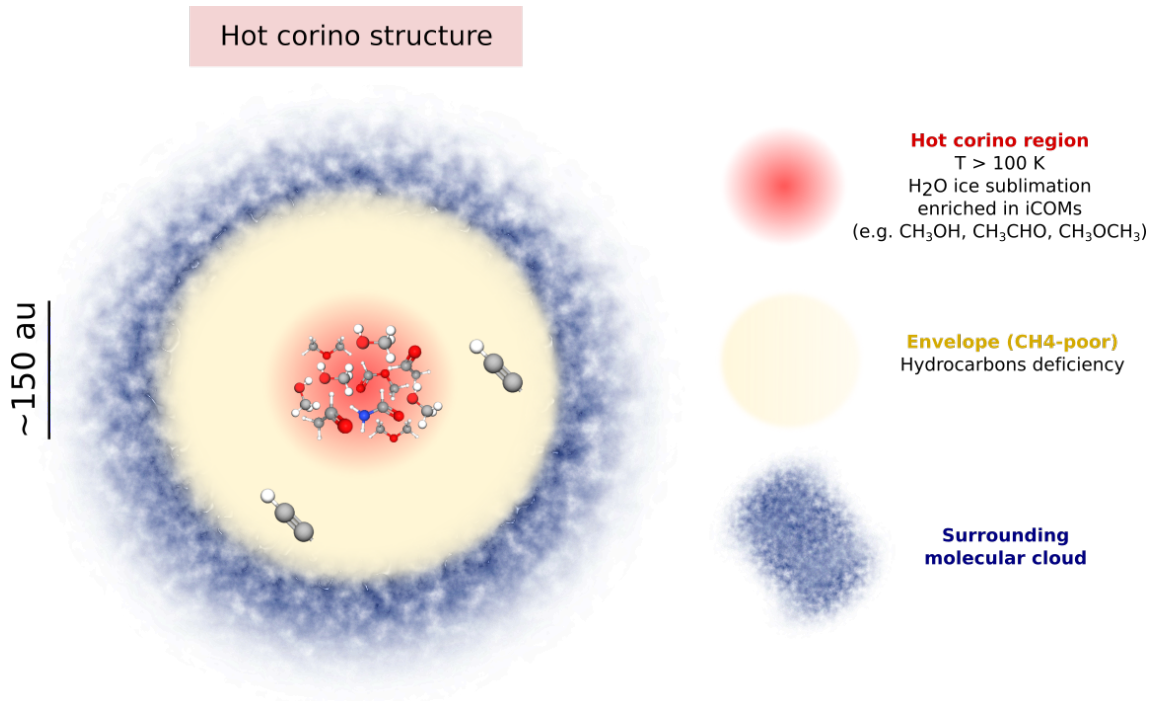 Hot corino structure
~150 au
Hot corino region
T > 100 K
H2O ice sublimation
enriched in iCOMs
(e.g. CH₃OH, CH₃CHO, CH₃OCH₃)
Envelope (CH4-poor)
Hydrocarbons deficiency
Surrounding
molecular cloud